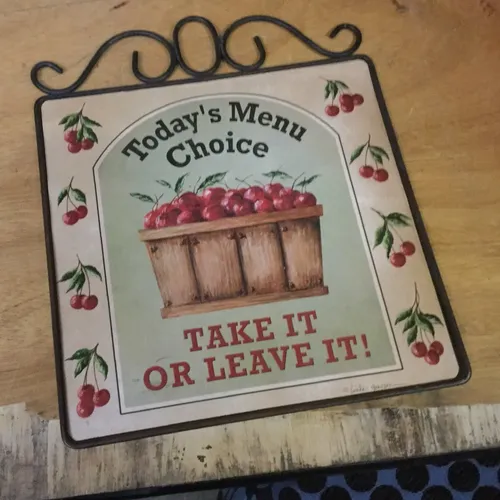 Today's Menu
Choice
TAKE IT
OR LEAVE IT!